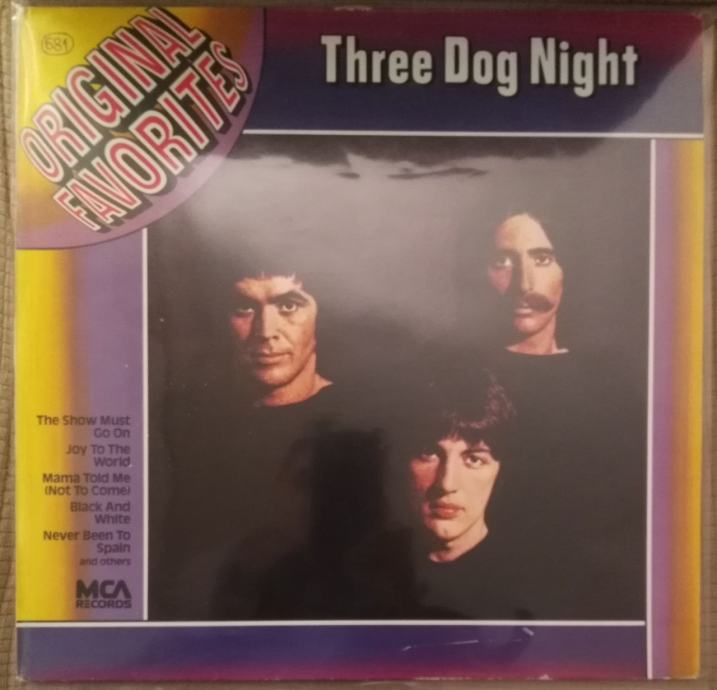 681
ORIGINAL
FAVORITES
Three Dog Night
The Show Must
Go On
Joy To The
World
Mama Told Me
(Not To Come)
Black And
White
Never Been To
Spain
and others
MCA
RECORDS